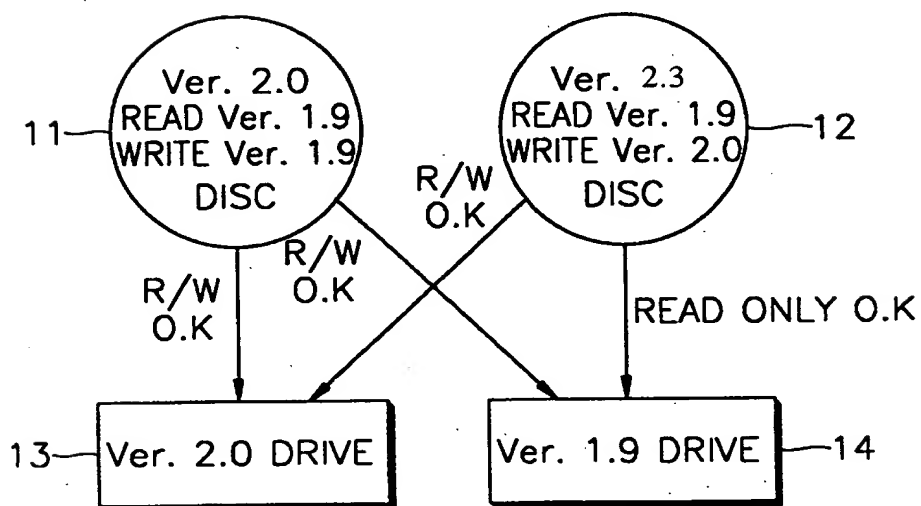 Ver. 2.0
READ Ver. 1.9
WRITE Ver. 1.9
DISC
11
Ver. 2.3
READ Ver. 1.9
WRITE Ver. 2.0
DISC
12
R/W
O.K
R/W
O.K
R/W
O.K
READ ONLY O.K
13
Ver. 2.0 DRIVE
Ver. 1.9 DRIVE
14